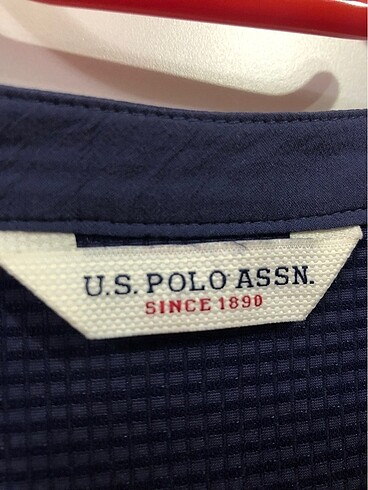 U.S. POLO ASSN.
SINCE 1890